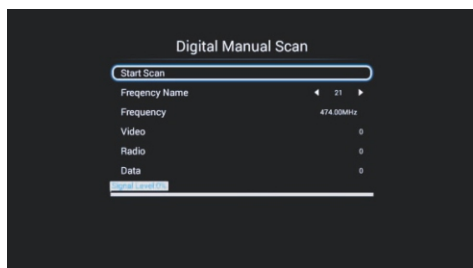 Digital Manual Scan
Start Scan
Freqency Name 21
Frequency 474.00MHz
Video 0
Radio 0
Data 0
Signal Level:0%